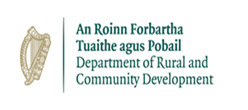 An Roinn Forbartha
Tuaithe agus Pobail
Department of Rural and
Community Development